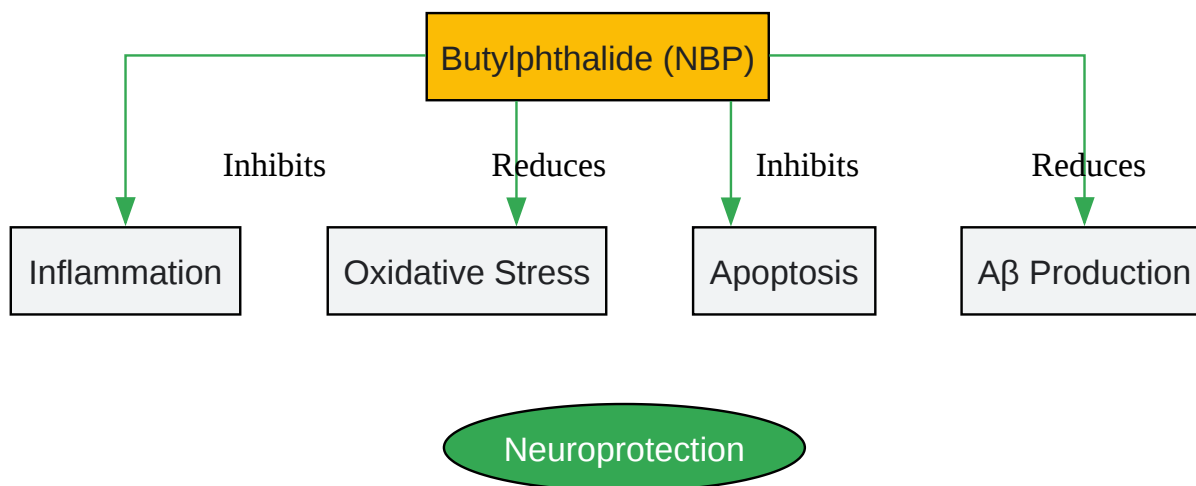 Butylphthalide (NBP)
Inhibits
Reduces
Inhibits
Reduces
Inflammation
Oxidative Stress
Apoptosis
Aβ Production
Neuroprotection